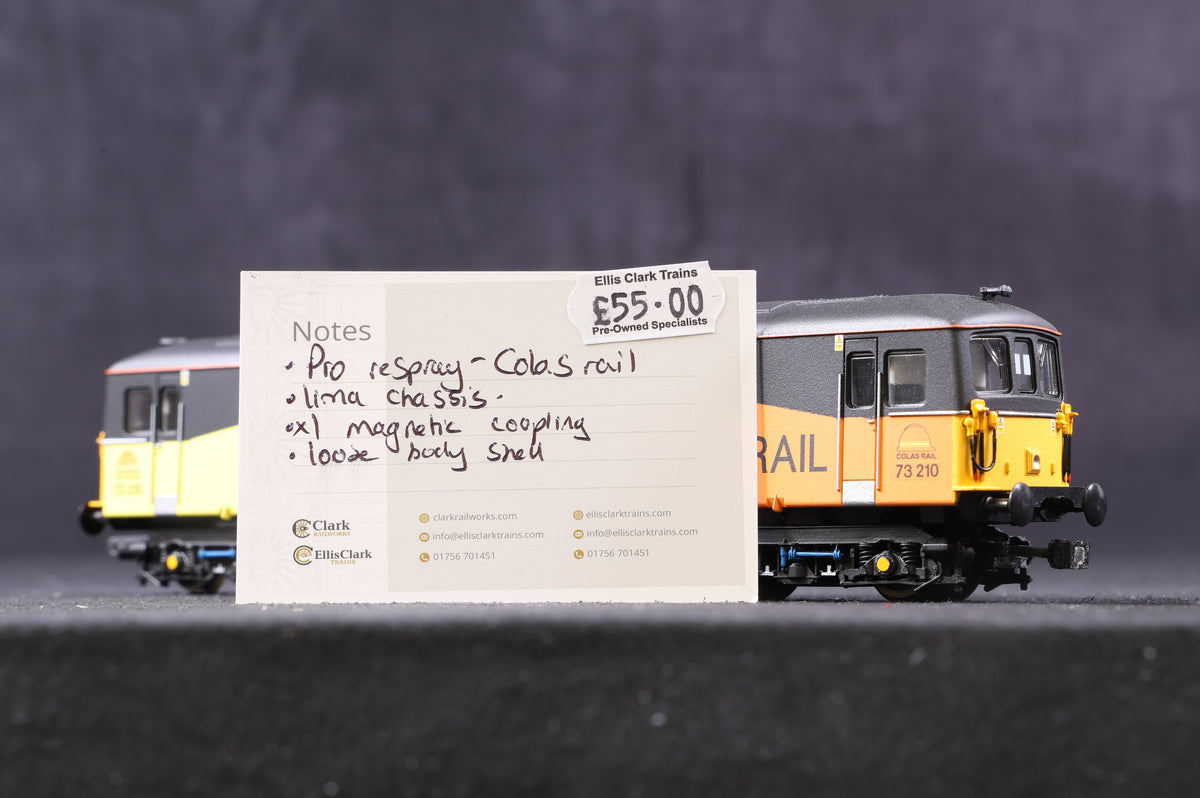 Ellis Clark Trains
£55.00
Pre-Owned Specialists
Notes
• Pro respray - Colas rail
• lima chassis.
• x1 magnetic coupling
• loose body shell
Clark
RAILWORKS
EllisClark
TRAINS
clarkrailworks.com
info@ellisclarktrains.com
01756 701451
ellisclarktrains.com
info@ellisclarktrains.com
01756 701451
RAIL
COLAS RAIL
73 210
73 210